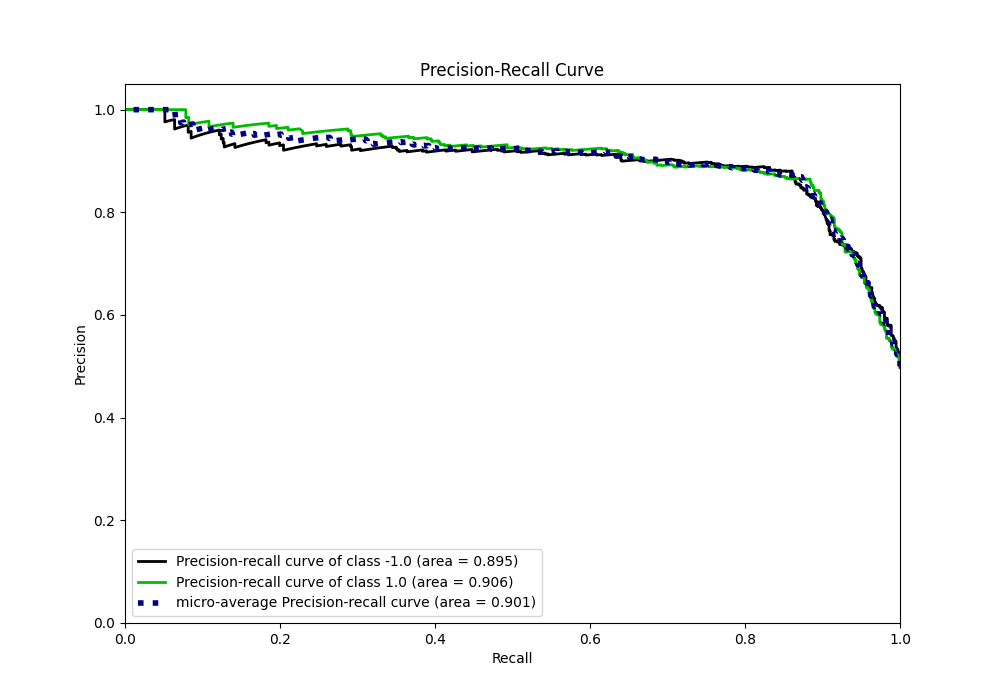 Precision-Recall Curve
1.0
0.8
0.6
0.4
0.2
0.0
Precision
Precision-recall curve of class -1.0 (area = 0.895)
Precision-recall curve of class 1.0 (area = 0.906)
micro-average Precision-recall curve (area = 0.901)
0.0 0.2 0.4 0.6 0.8 1.0
Recall